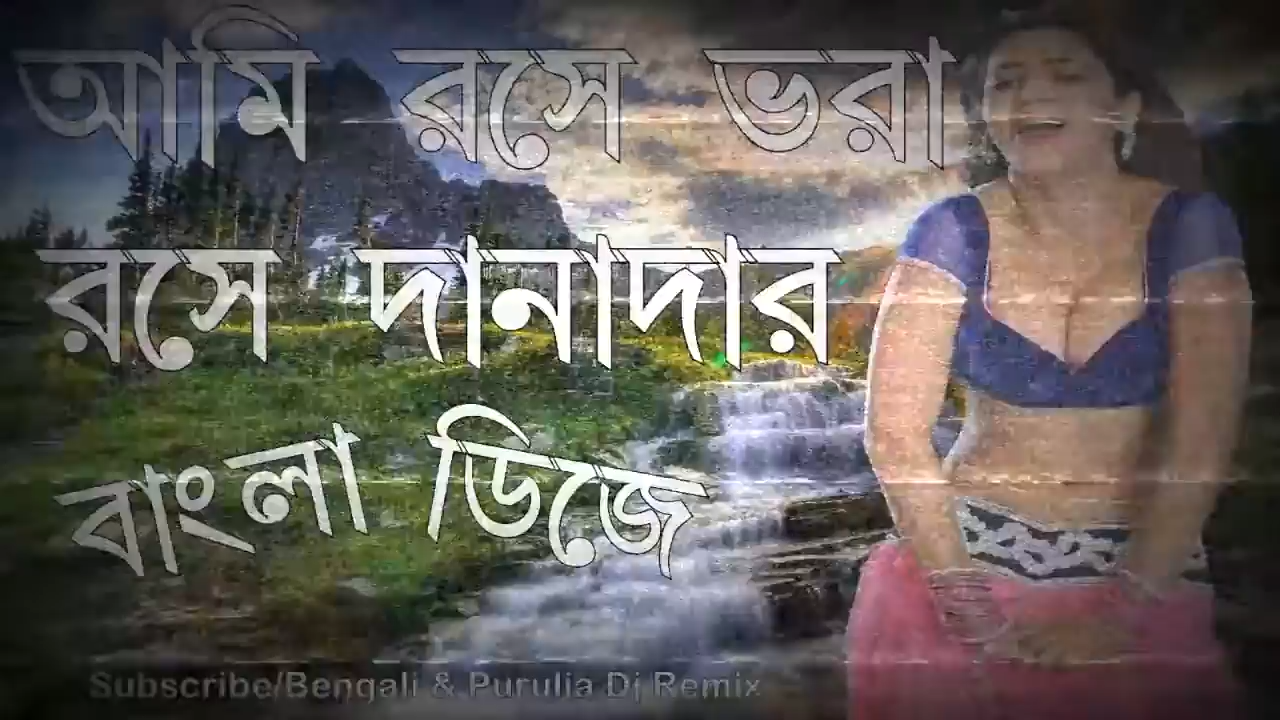 আমি রসে ভরা
রসে দানাদার
বাংলা ডিজে
Subscribe/Bengali & Purulia Dj Remix